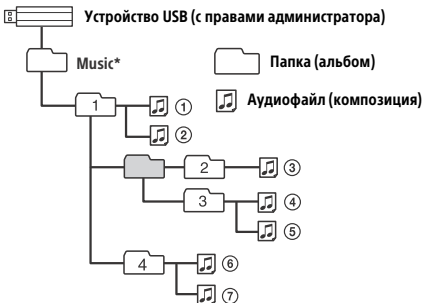 Устройство USB (с правами администратора)
Music*
Папка (альбом)
Аудиофайл (композиция)
1
①
②
2
③
3
④
⑤
4
⑥
⑦